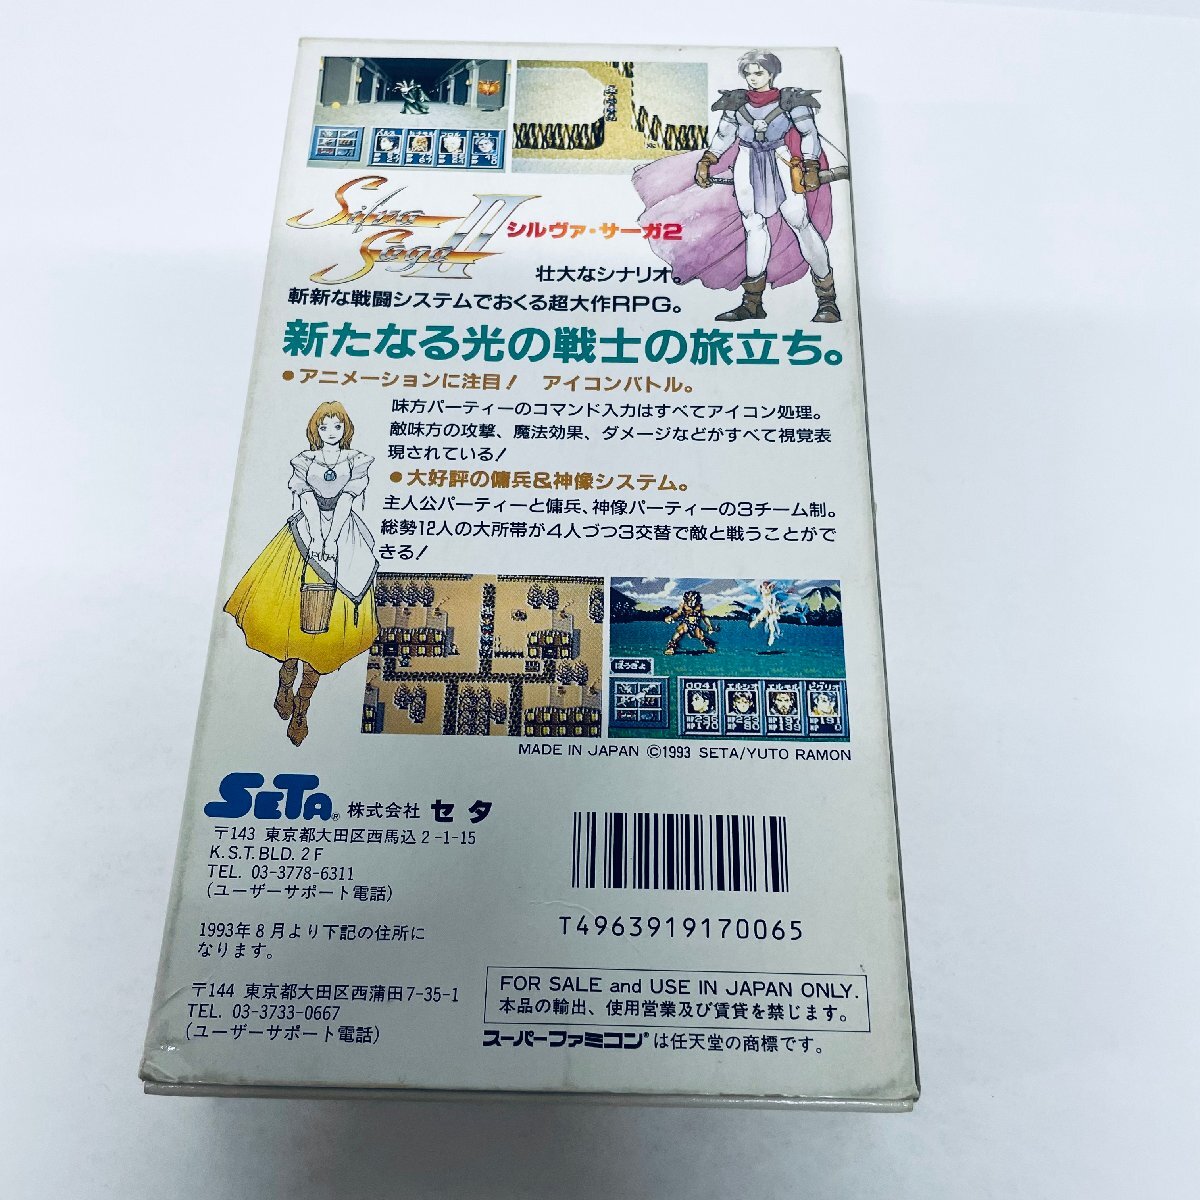 Silva Saga II
シルヴァ・サーガ2
壮大なシナリオ。
斬新な戦闘システムでおくる超大作RPG。
新たなる光の戦士の旅立ち。
●アニメーションに注目! アイコンバトル。
味方パーティーのコマンド入力はすべてアイコン処理。
敵味方の攻撃、魔法効果、ダメージなどがすべて視覚表
現されている!
●大好評の傭兵&神像システム。
主人公パーティーと傭兵、神像パーティーの3チーム制。
総勢12人の大所帯が4人づつ3交替で敵と戦うことがで
きる!
ぼうぎょ
MADE IN JAPAN ©1993 SETA/YUTO RAMON
SETA® 株式会社 セタ
〒143 東京都大田区西馬込2-1-15
K.S.T.BLD. 2F
TEL. 03-3778-6311
(ユーザーサポート電話)
1993年8月より下記の住所に
なります。
〒144 東京都大田区西蒲田7-35-1
TEL. 03-3733-0667
(ユーザーサポート電話)
T4963919170065
FOR SALE and USE IN JAPAN ONLY.
本品の輸出、使用営業及び賃貸を禁じます。
スーパーファミコン®は任天堂の商標です。